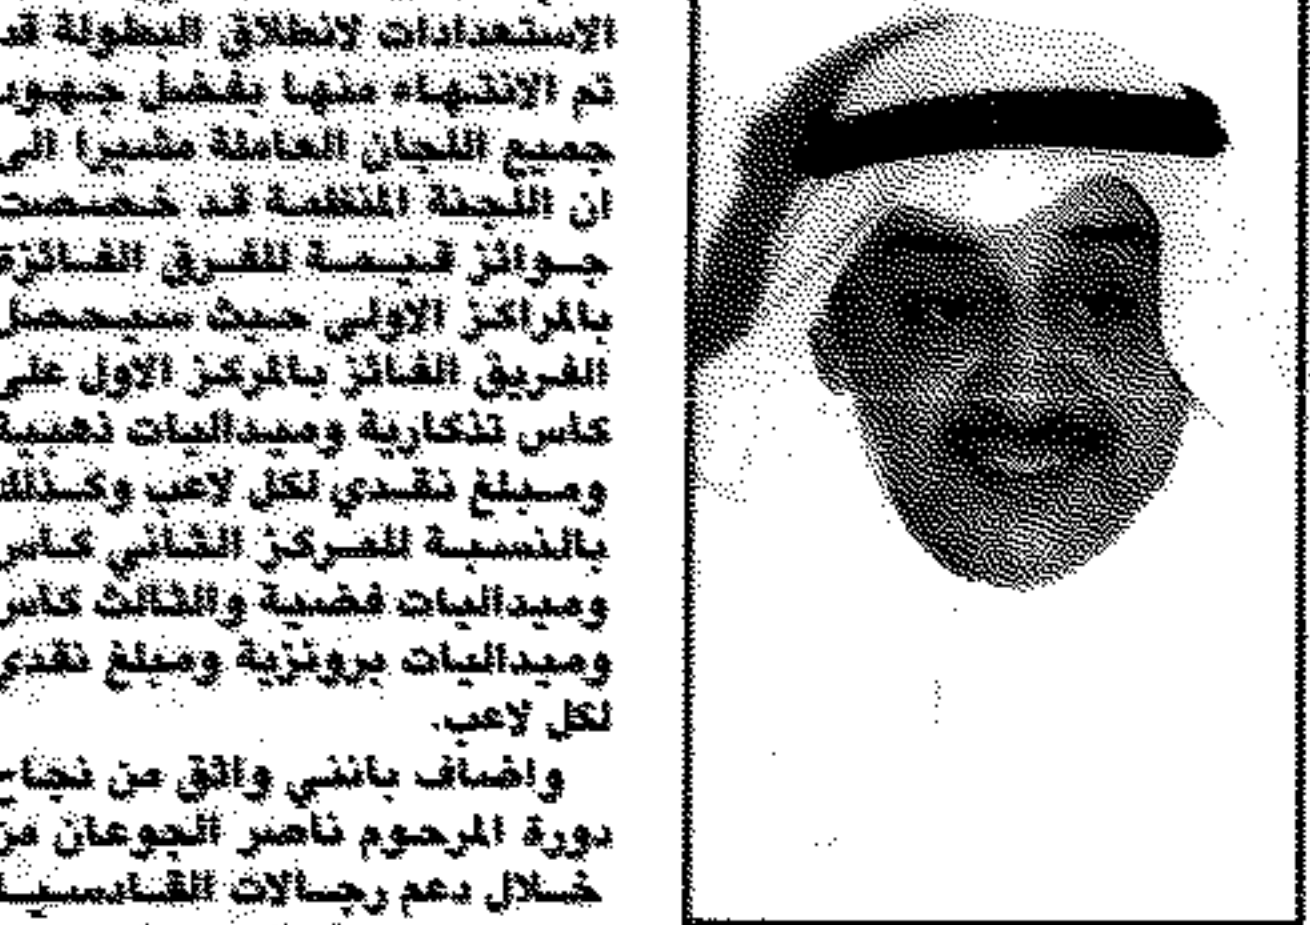 الاستعدادات لانطلاق البطولة قد
تم الانتهاء منها بفضل جهود
جميع اللجان العاملة مشيرا الى
ان اللجنة المنظمة قد خصصت
جوائز قيمة للفرق الفائزة
بالمراكز الاولى حيث سيحصل
الفريق الفائز بالمركز الاول على
كاس تذكارية وميداليات ذهبية
ومبلغ نقدي لكل لاعب وكذلك
بالنسبة للمركز الثاني كاس
وميداليات فضية والثالث كاس
وميداليات برونزية ومبلغ نقدي
لكل لاعب.
واضاف بانني واثق من نجاح
دورة المرحوم ناصر الجوعان من
خلال دعم رجالات القادسيـ